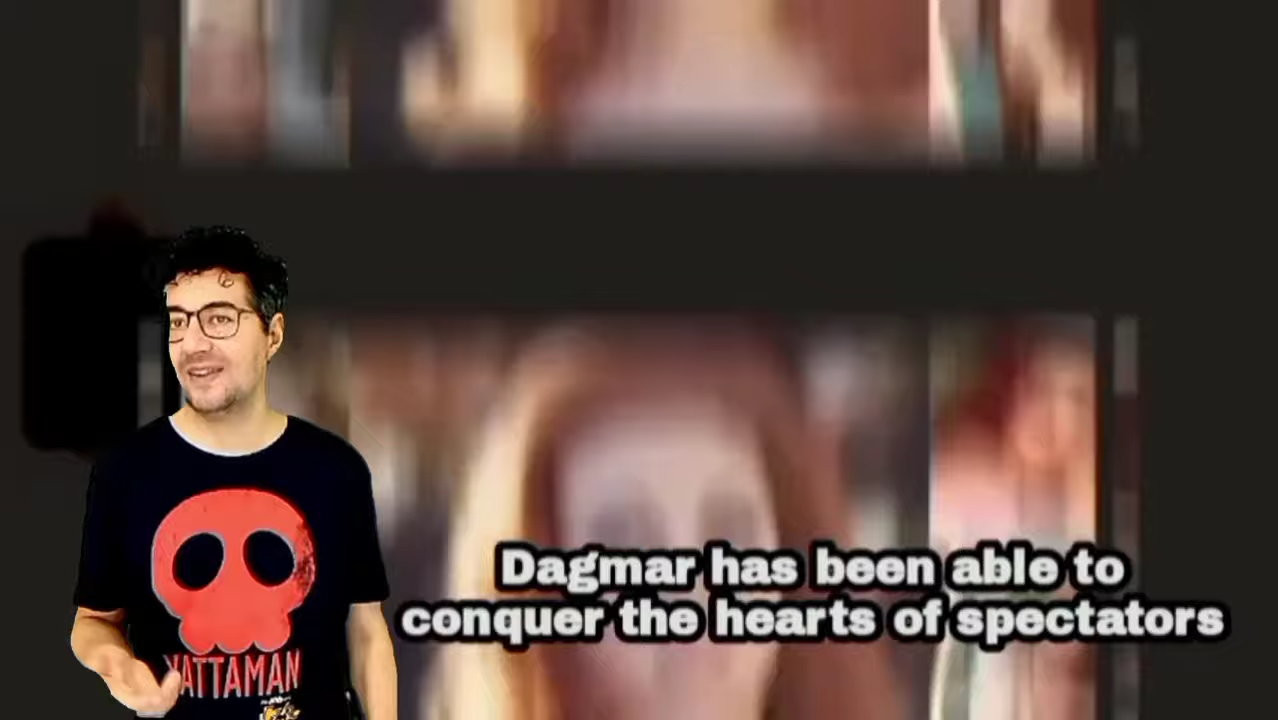 Dagmar has been able to
conquer the hearts of spectators
YATTAMAN